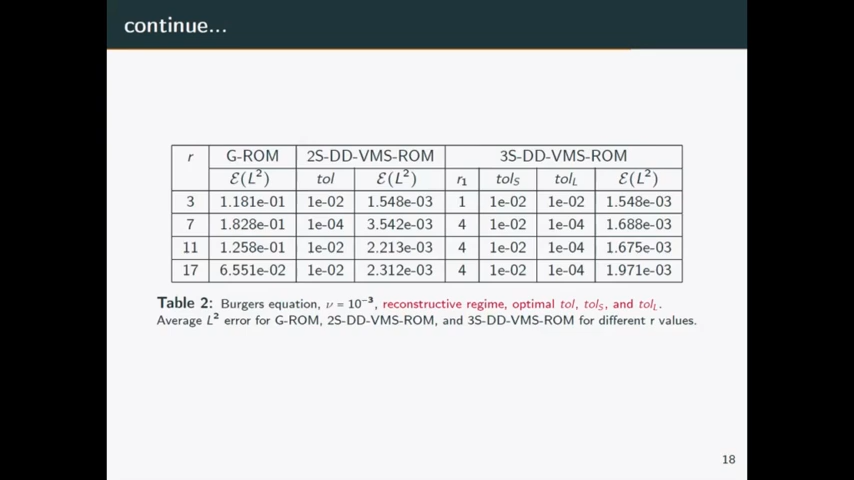 continue...
r G-ROM 2S-DD-VMS-ROM 3S-DD-VMS-ROM
ℰ(L²) tol ℰ(L²) r₁ tolS tolL ℰ(L²)
3 1.181e-01 1e-02 1.548e-03 1 1e-02 1e-02 1.548e-03
7 1.828e-01 1e-04 3.542e-03 4 1e-02 1e-04 1.688e-03
11 1.258e-01 1e-02 2.213e-03 4 1e-02 1e-04 1.675e-03
17 6.551e-02 1e-02 2.312e-03 4 1e-02 1e-04 1.971e-03
Table 2: Burgers equation, ν = 10⁻³, reconstructive regime, optimal tol, tolS, and tolL.
Average L² error for G-ROM, 2S-DD-VMS-ROM, and 3S-DD-VMS-ROM for different r values.
18